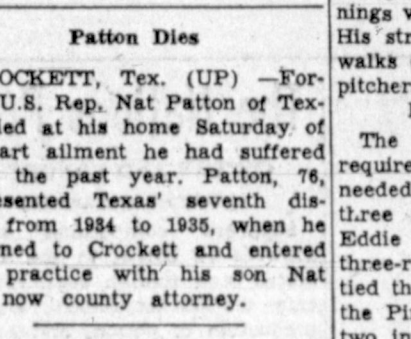 Patton Dies
OCKETT, Tex. (UP) —For-
U.S. Rep. Nat Patton of Tex-
ied at his home Saturday of
art ailment he had suffered
the past year. Patton, 76,
esented Texas' seventh dis-
from 1934 to 1935, when he
ned to Crockett and entered
practice with his son Nat
now county attorney.
nings
His str
walks
pitcher
The
require
needed
three
Eddie
three-r
tied th
the Pi
two in